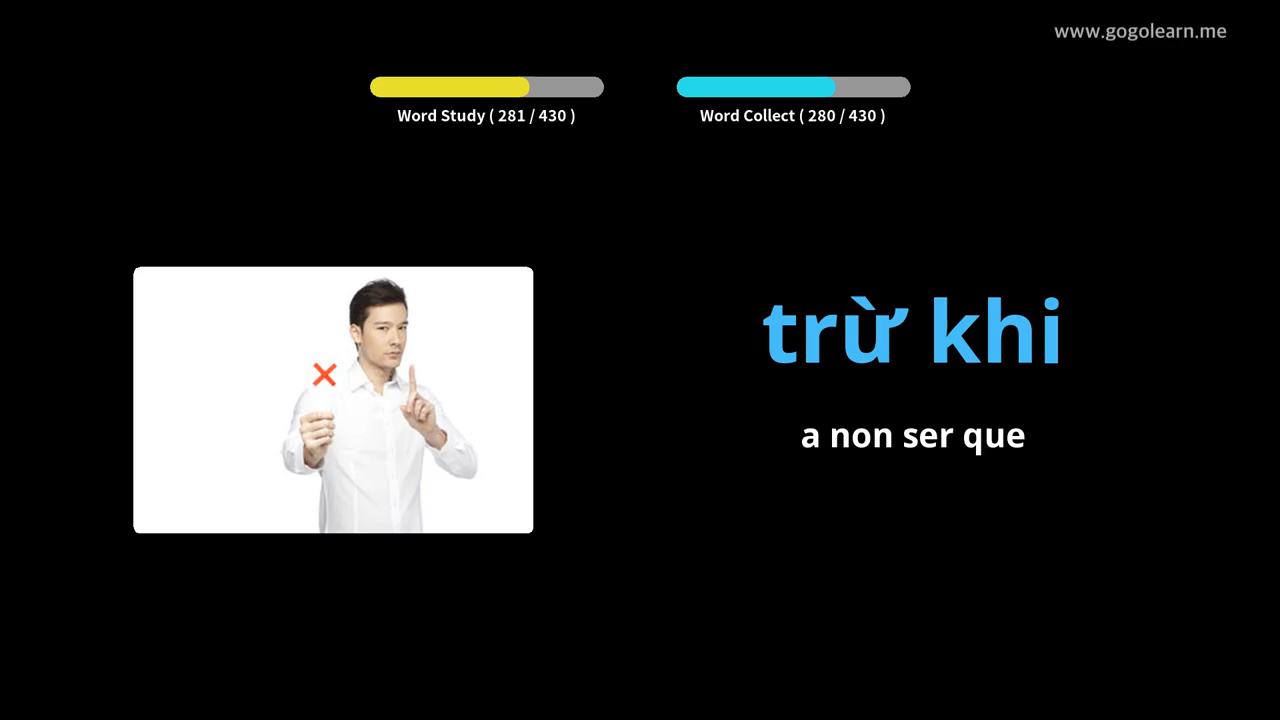 www.gogolearn.me
Word Study ( 281 / 430 )
Word Collect ( 280 / 430 )
trừ khi
a non ser que